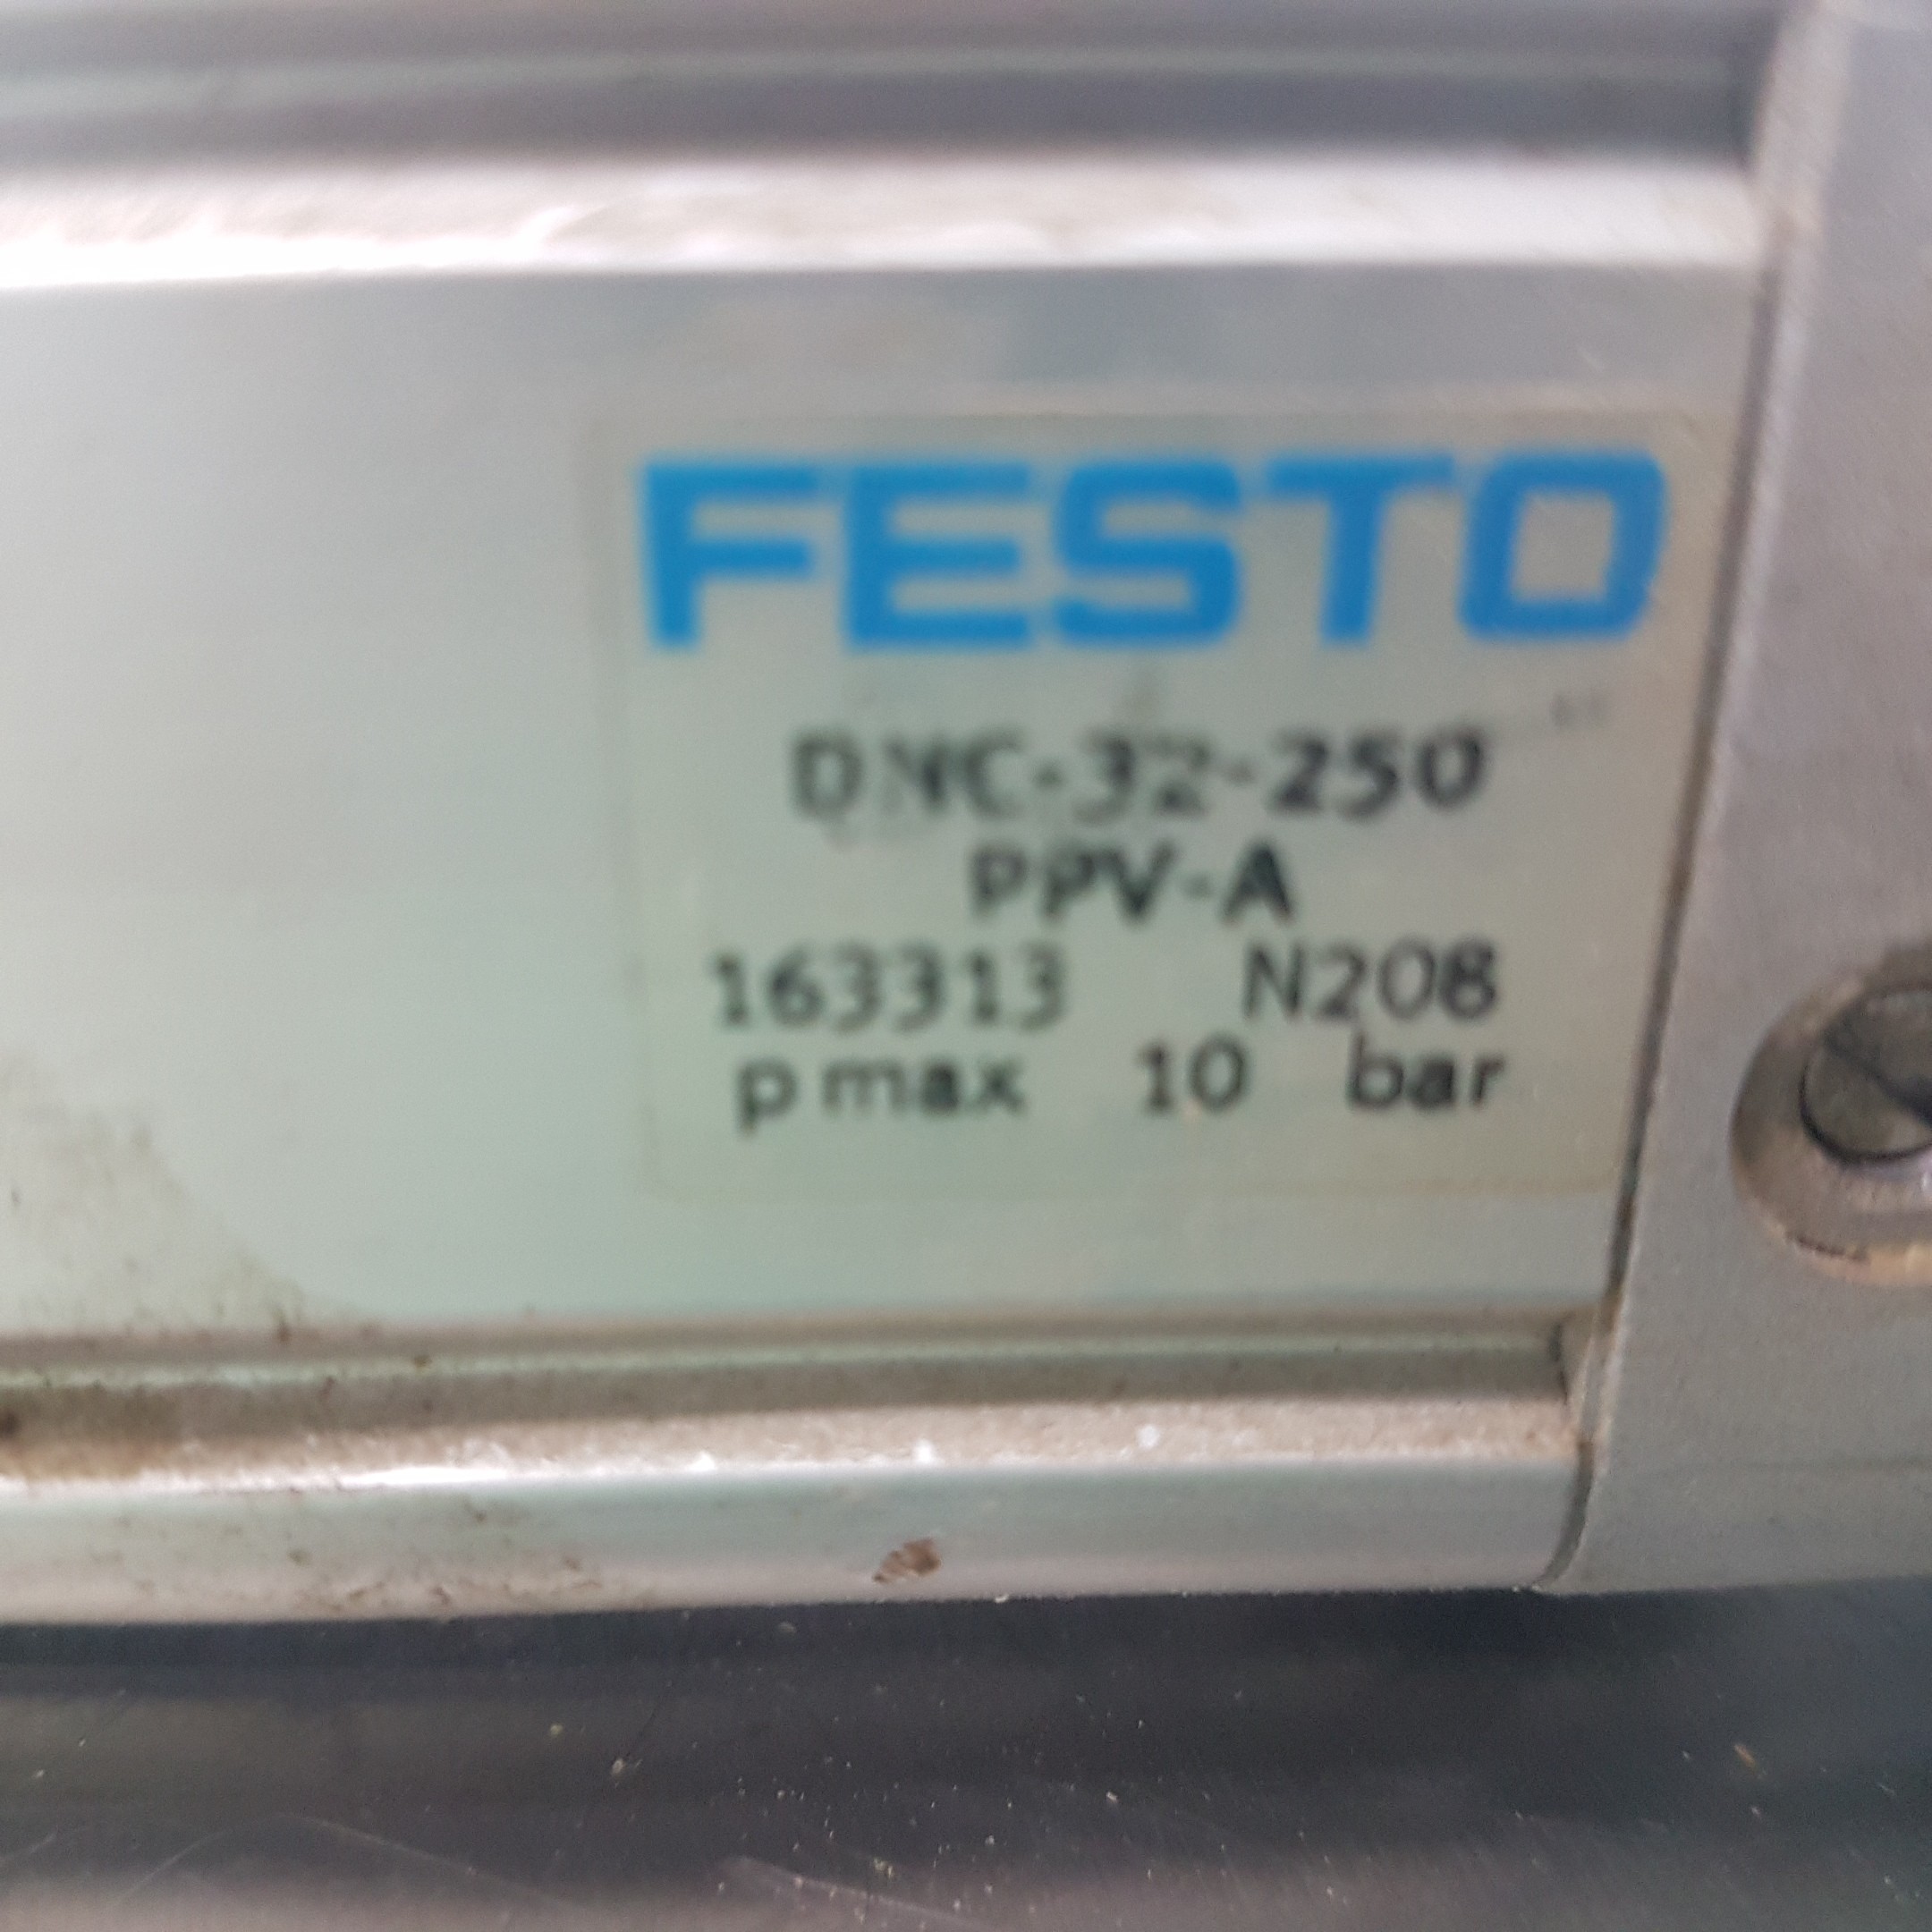 FESTO
DNC-32-250
PPV-A
163313 N208
p max 10 bar